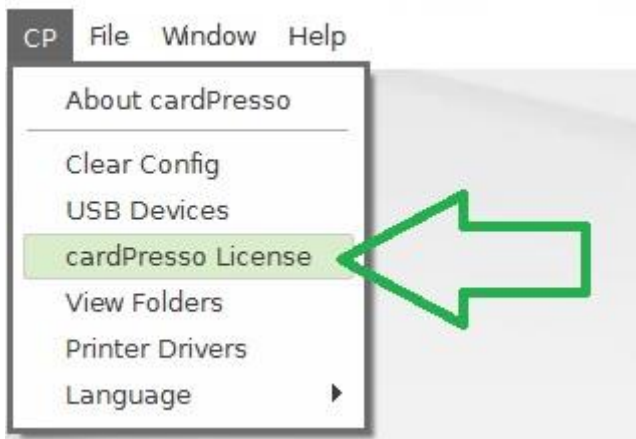 CP File Window Help
About cardPresso
Clear Config
USB Devices
cardPresso License
View Folders
Printer Drivers
Language